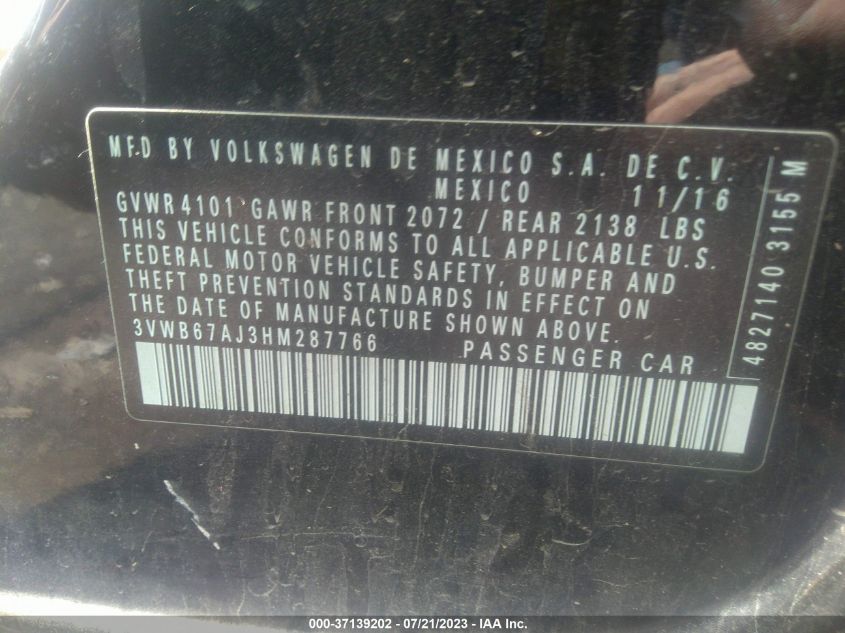 MFD BY VOLKSWAGEN DE MEXICO S.A. DE C.V.
MEXICO 11/16
GVWR 4101 GAWR FRONT 2072 / REAR 2138 LBS
THIS VEHICLE CONFORMS TO ALL APPLICABLE U.S.
FEDERAL MOTOR VEHICLE SAFETY, BUMPER AND
THEFT PREVENTION STANDARDS IN EFFECT ON
THE DATE OF MANUFACTURE SHOWN ABOVE.
3VWB67AJ3HM287766 PASSENGER CAR
4827140 3155 M
000-37139202 - 07/21/2023 - IAA Inc.